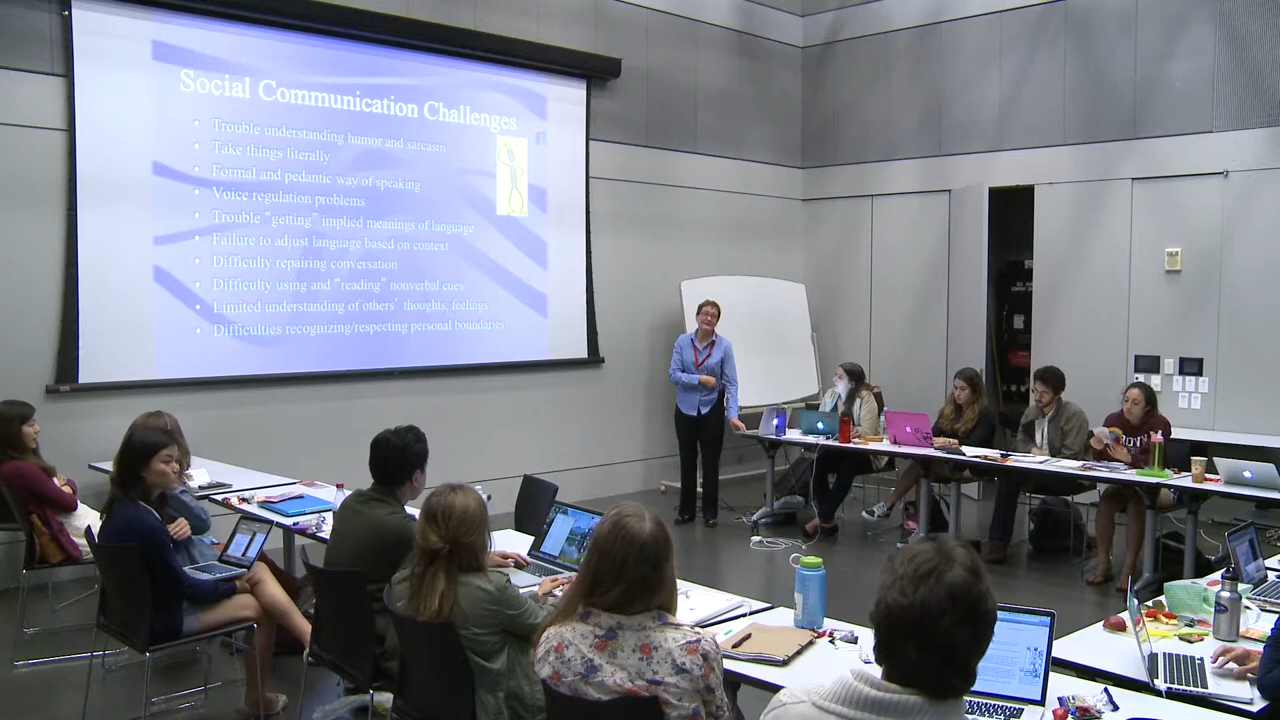 Social Communication Challenges
• Trouble understanding humor and sarcasm
• Take things literally
• Formal and pedantic way of speaking
• Voice regulation problems
• Trouble “getting” implied meanings of language
• Failure to adjust language based on context
• Difficulty repairing conversation
• Difficulty using and “reading” nonverbal cues
• Limited understanding of others’ thoughts, feelings
• Difficulties recognizing/respecting personal boundaries